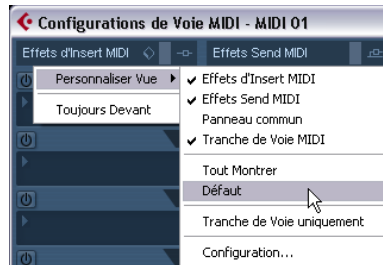 Configurations de Voie MIDI - MIDI 01
Effets d'Insert MIDI Effets Send MIDI
Personnaliser Vue
Toujours Devant
Effets d'Insert MIDI
Effets Send MIDI
Panneau commun
Tranche de Voie MIDI
Tout Montrer
Défaut
Tranche de Voie uniquement
Configuration...